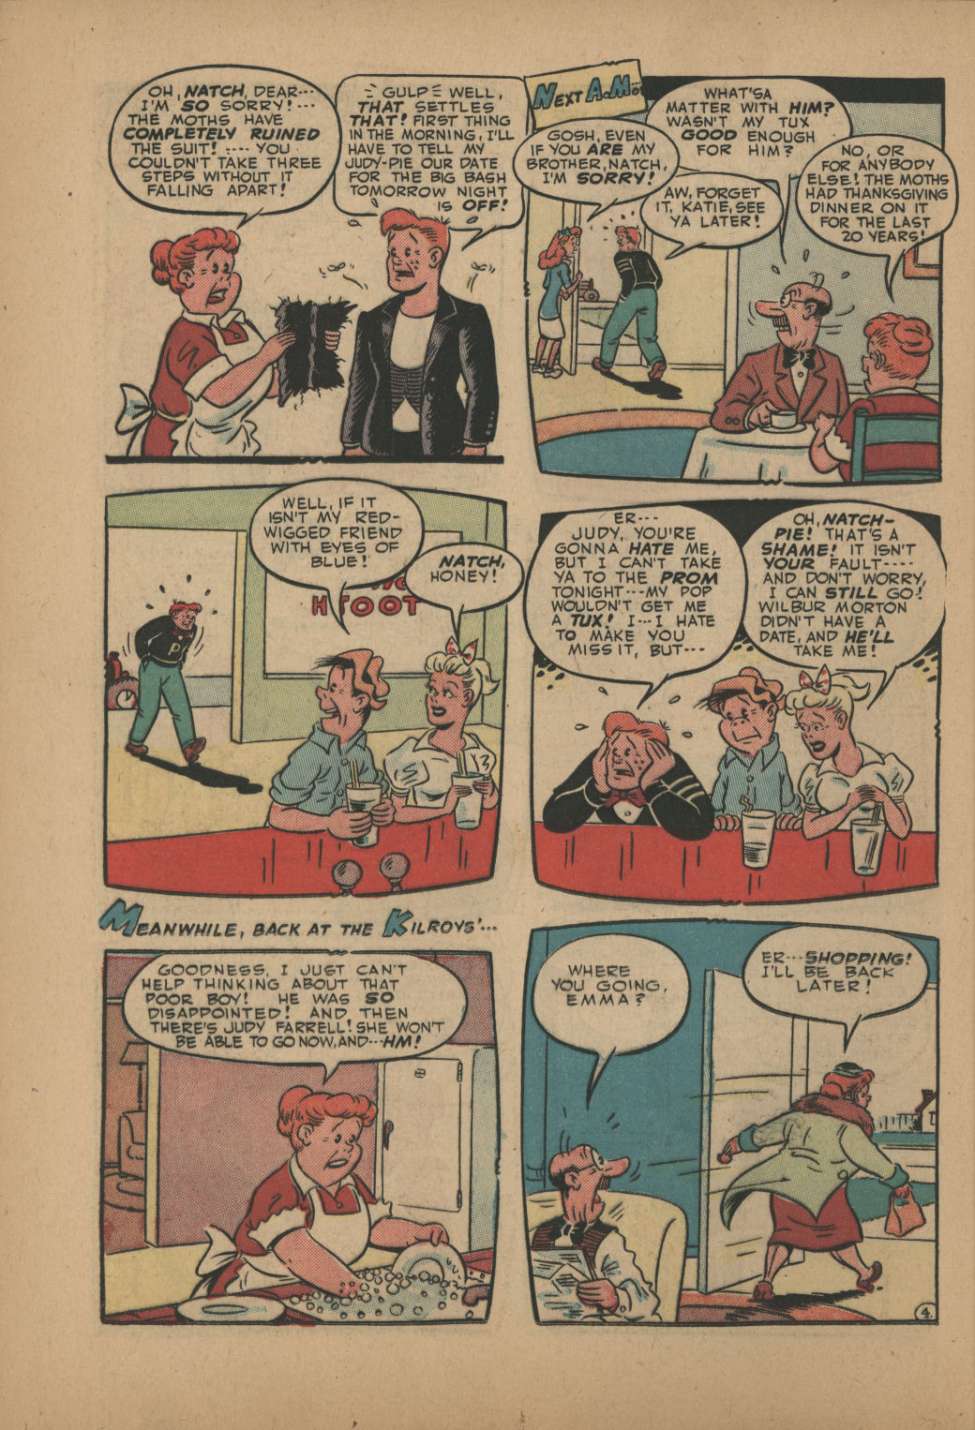 OH, NATCH, DEAR---
I'M SO SORRY!---
THE MOTHS HAVE
COMPLETELY RUINED
THE SUIT! ---- YOU
COULDN'T TAKE THREE
STEPS WITHOUT IT
FALLING APART!
GULP WELL,
THAT SETTLES
THAT! FIRST THING
IN THE MORNING, I'LL
HAVE TO TELL MY
JUDY-PIE OUR DATE
FOR THE BIG BASH
TOMORROW NIGHT
IS OFF!
NEXT A.M...
GOSH, EVEN
IF YOU ARE MY
BROTHER, NATCH,
I'M SORRY!
AW, FORGET
IT, KATIE, SEE
YA LATER!
WHAT'SA
MATTER WITH HIM?
WASN'T MY TUX
GOOD ENOUGH
FOR HIM?
NO, OR
FOR ANYBODY
ELSE! THE MOTHS
HAD THANKSGIVING
DINNER ON IT
FOR THE LAST
20 YEARS!
WELL, IF IT
ISN'T MY RED-
WIGGED FRIEND
WITH EYES OF
BLUE!
NATCH,
HONEY!
H TOOT
P
ER---
JUDY, YOU'RE
GONNA HATE ME,
BUT I CAN'T TAKE
YA TO THE PROM
TONIGHT---MY POP
WOULDN'T GET ME
A TUX! I---I HATE
TO MAKE YOU
MISS IT, BUT---
OH, NATCH-
PIE! THAT'S A
SHAME! IT ISN'T
YOUR FAULT----
AND DON'T WORRY,
I CAN STILL GO!
WILBUR MORTON
DIDN'T HAVE A
DATE, AND HE'LL
TAKE ME!
MEANWHILE, BACK AT THE KILROYS'---
GOODNESS, I JUST CAN'T
HELP THINKING ABOUT THAT
POOR BOY! HE WAS SO
DISAPPOINTED! AND THEN
THERE'S JUDY FARRELL! SHE WON'T
BE ABLE TO GO NOW, AND---HM!
WHERE
YOU GOING,
EMMA?
ER---SHOPPING!
I'LL BE BACK
LATER!
4